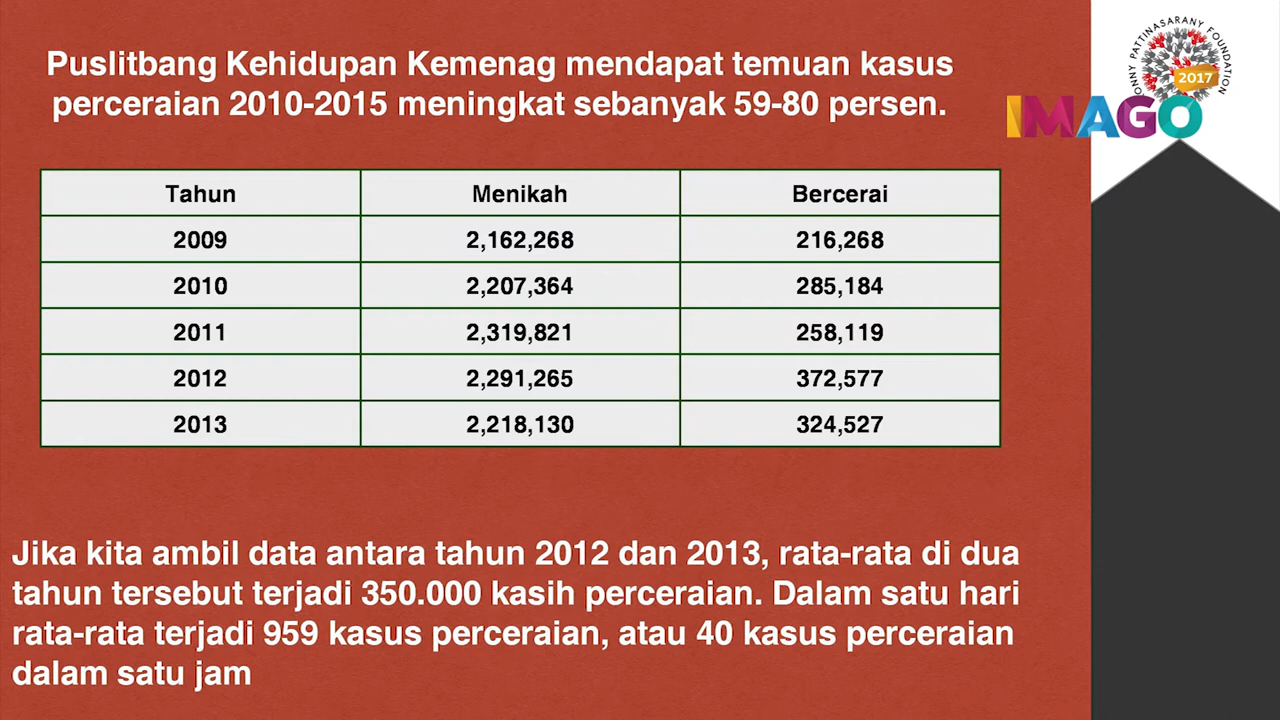 Puslitbang Kehidupan Kemenag mendapat temuan kasus
perceraian 2010-2015 meningkat sebanyak 59-80 persen.
ONNY PATTINASARANY FOUNDATION
2017
IMAGO
Tahun Menikah Bercerai
2009 2,162,268 216,268
2010 2,207,364 285,184
2011 2,319,821 258,119
2012 2,291,265 372,577
2013 2,218,130 324,527
Jika kita ambil data antara tahun 2012 dan 2013, rata-rata di dua
tahun tersebut terjadi 350.000 kasih perceraian. Dalam satu hari
rata-rata terjadi 959 kasus perceraian, atau 40 kasus perceraian
dalam satu jam